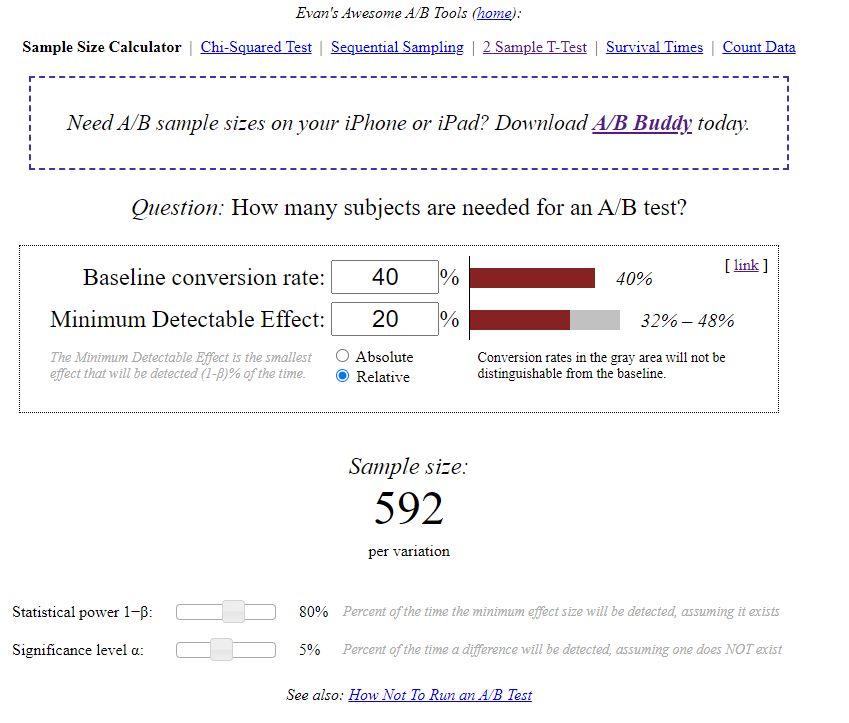 Evan's Awesome A/B Tools (home):
Sample Size Calculator | Chi-Squared Test | Sequential Sampling | 2 Sample T-Test | Survival Times | Count Data
Need A/B sample sizes on your iPhone or iPad? Download A/B Buddy today.
Question: How many subjects are needed for an A/B test?
[ link ]
Baseline conversion rate: 40 % 40%
Minimum Detectable Effect: 20 % 32% – 48%
The Minimum Detectable Effect is the smallest
effect that will be detected (1-β)% of the time.
Absolute
Relative
Conversion rates in the gray area will not be
distinguishable from the baseline.
Sample size:
592
per variation
Statistical power 1−β: 80% Percent of the time the minimum effect size will be detected, assuming it exists
Significance level α: 5% Percent of the time a difference will be detected, assuming one does NOT exist
See also: How Not To Run an A/B Test